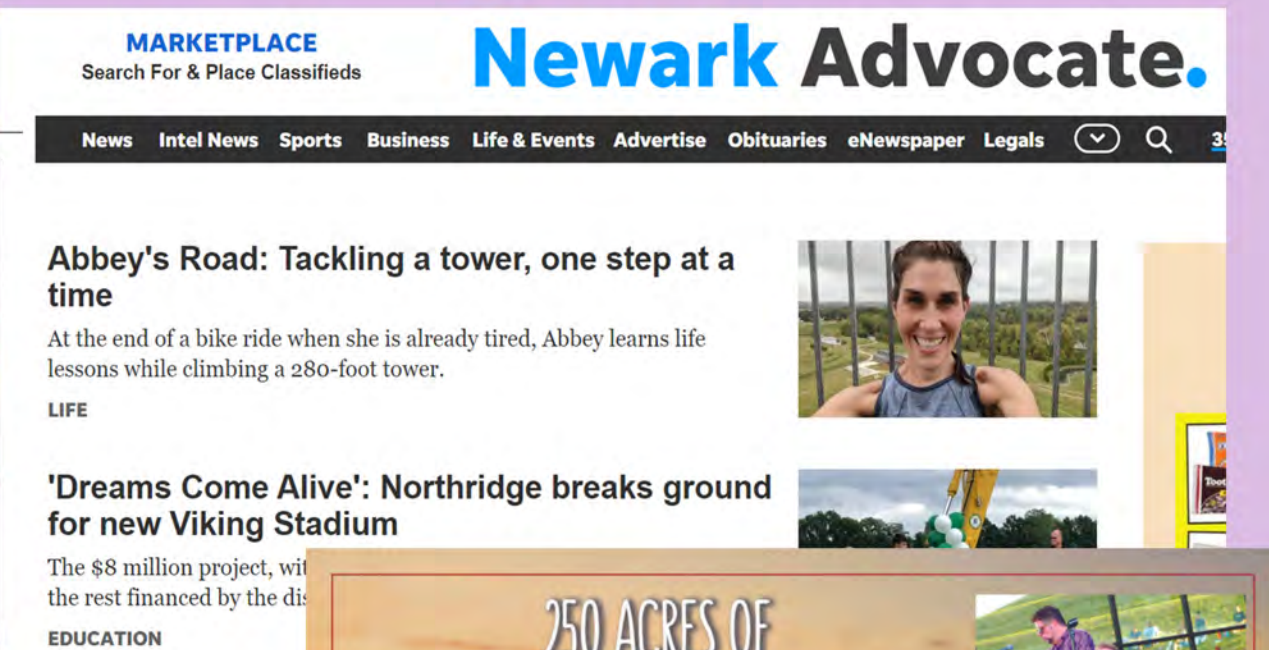 MARKETPLACE
Search For & Place Classifieds
Newark Advocate.
News Intel News Sports Business Life & Events Advertise Obituaries eNewspaper Legals
Abbey's Road: Tackling a tower, one step at a
time
At the end of a bike ride when she is already tired, Abbey learns life
lessons while climbing a 280-foot tower.
LIFE
'Dreams Come Alive': Northridge breaks ground
for new Viking Stadium
The $8 million project,
the rest financed by the
EDUCATION
250 ACRES OF